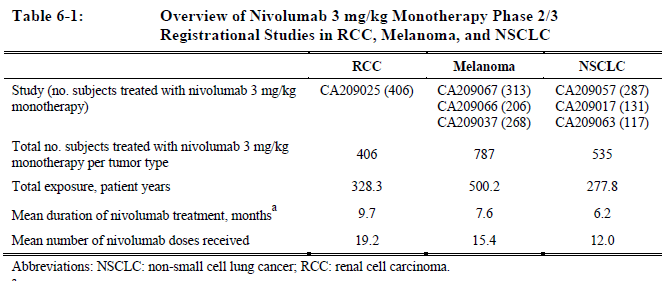 Table 6-1: Overview of Nivolumab 3 mg/kg Monotherapy Phase 2/3
Registrational Studies in RCC, Melanoma, and NSCLC
RCC Melanoma NSCLC
Study (no. subjects treated with nivolumab 3 mg/kg CA209025 (406) CA209067 (313) CA209057 (287)
monotherapy) CA209066 (206) CA209017 (131)
CA209037 (268) CA209063 (117)
Total no. subjects treated with nivolumab 3 mg/kg
monotherapy per tumor type 406 787 535
Total exposure, patient years 328.3 500.2 277.8
Mean duration of nivolumab treatment, months a 9.7 7.6 6.2
Mean number of nivolumab doses received 19.2 15.4 12.0
Abbreviations: NSCLC: non-small cell lung cancer; RCC: renal cell carcinoma.
a